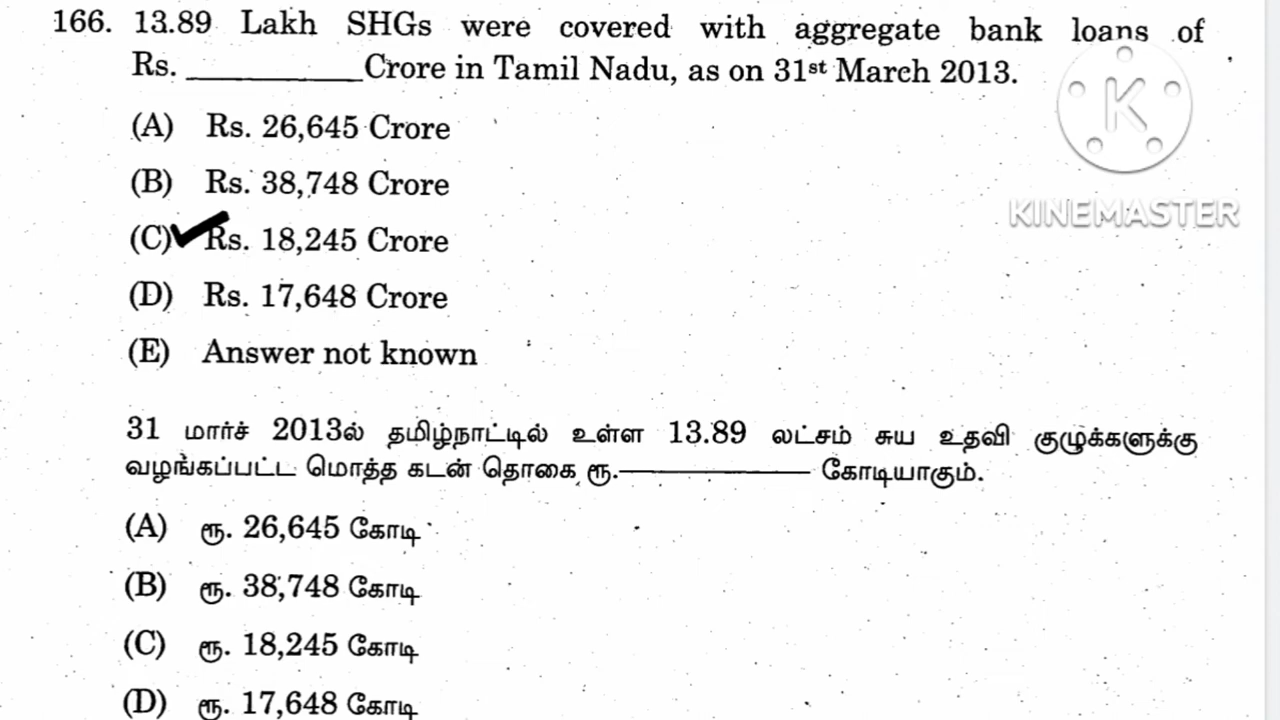 166. 13.89 Lakh SHGs were covered with aggregate bank loans of
Rs. ___________Crore in Tamil Nadu, as on 31st March 2013.
(A) Rs. 26,645 Crore
(B) Rs. 38,748 Crore
(C) Rs. 18,245 Crore
(D) Rs. 17,648 Crore
(E) Answer not known
KINEMASTER
31 மார்ச் 2013ல் தமிழ்நாட்டில் உள்ள 13.89 லட்சம் சுய உதவி குழுக்களுக்கு
வழங்கப்பட்ட மொத்த கடன் தொகை ரூ.___________ கோடியாகும்.
(A) ரூ. 26,645 கோடி
(B) ரூ. 38,748 கோடி
(C) ரூ. 18,245 கோடி
(D) ரூ. 17,648 கோடி